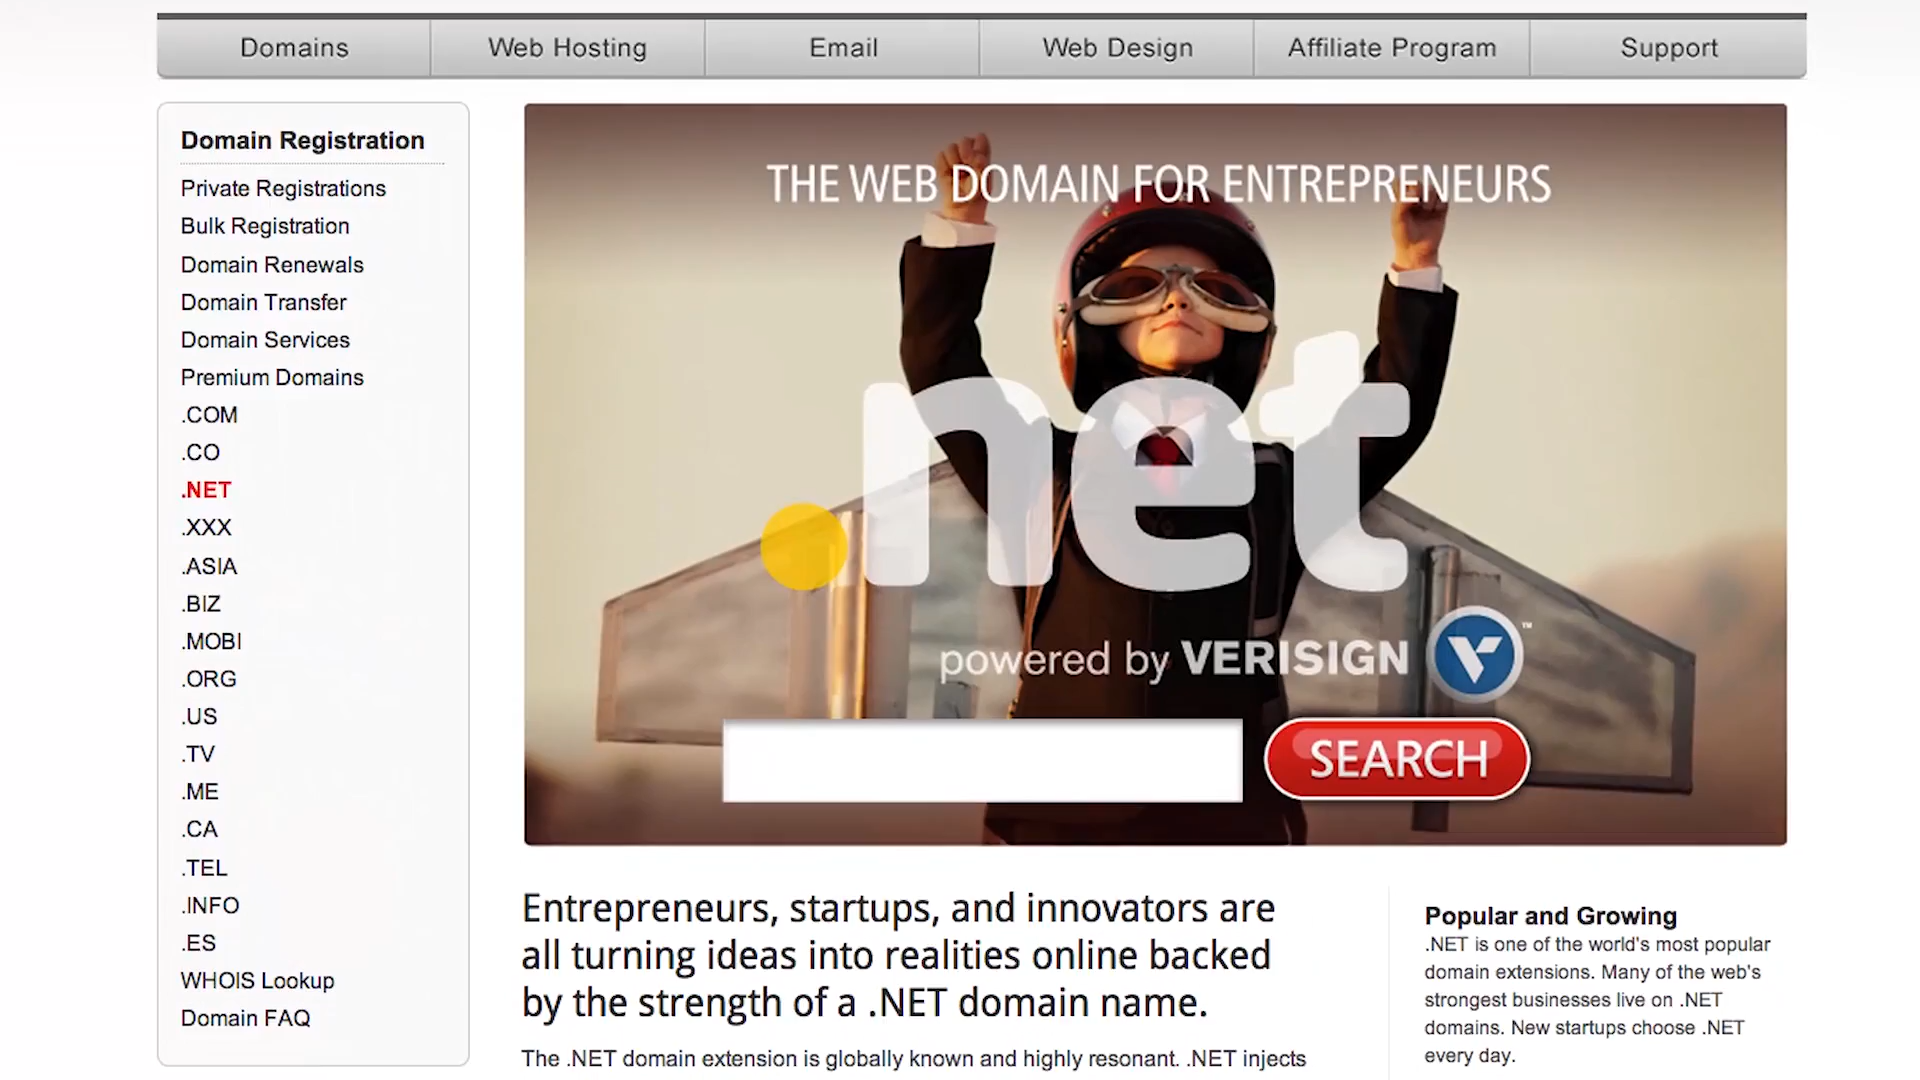 Domains
Web Hosting
Email
Web Design
Affiliate Program
Support
Domain Registration
Private Registrations
Bulk Registration
Domain Renewals
Domain Transfer
Domain Services
Premium Domains
.COM
.CO
.NET
.XXX
.ASIA
.BIZ
.MOBI
.ORG
.US
.TV
.ME
.CA
.TEL
.INFO
.ES
WHOIS Lookup
Domain FAQ
THE WEB DOMAIN FOR ENTREPRENEURS
.net
powered by VERISIGN V ™
SEARCH
Entrepreneurs, startups, and innovators are
all turning ideas into realities online backed
by the strength of a .NET domain name.
The .NET domain extension is globally known and highly resonant. .NET injects
Popular and Growing
.NET is one of the world's most popular
domain extensions. Many of the web's
strongest businesses live on .NET
domains. New startups choose .NET
every day.